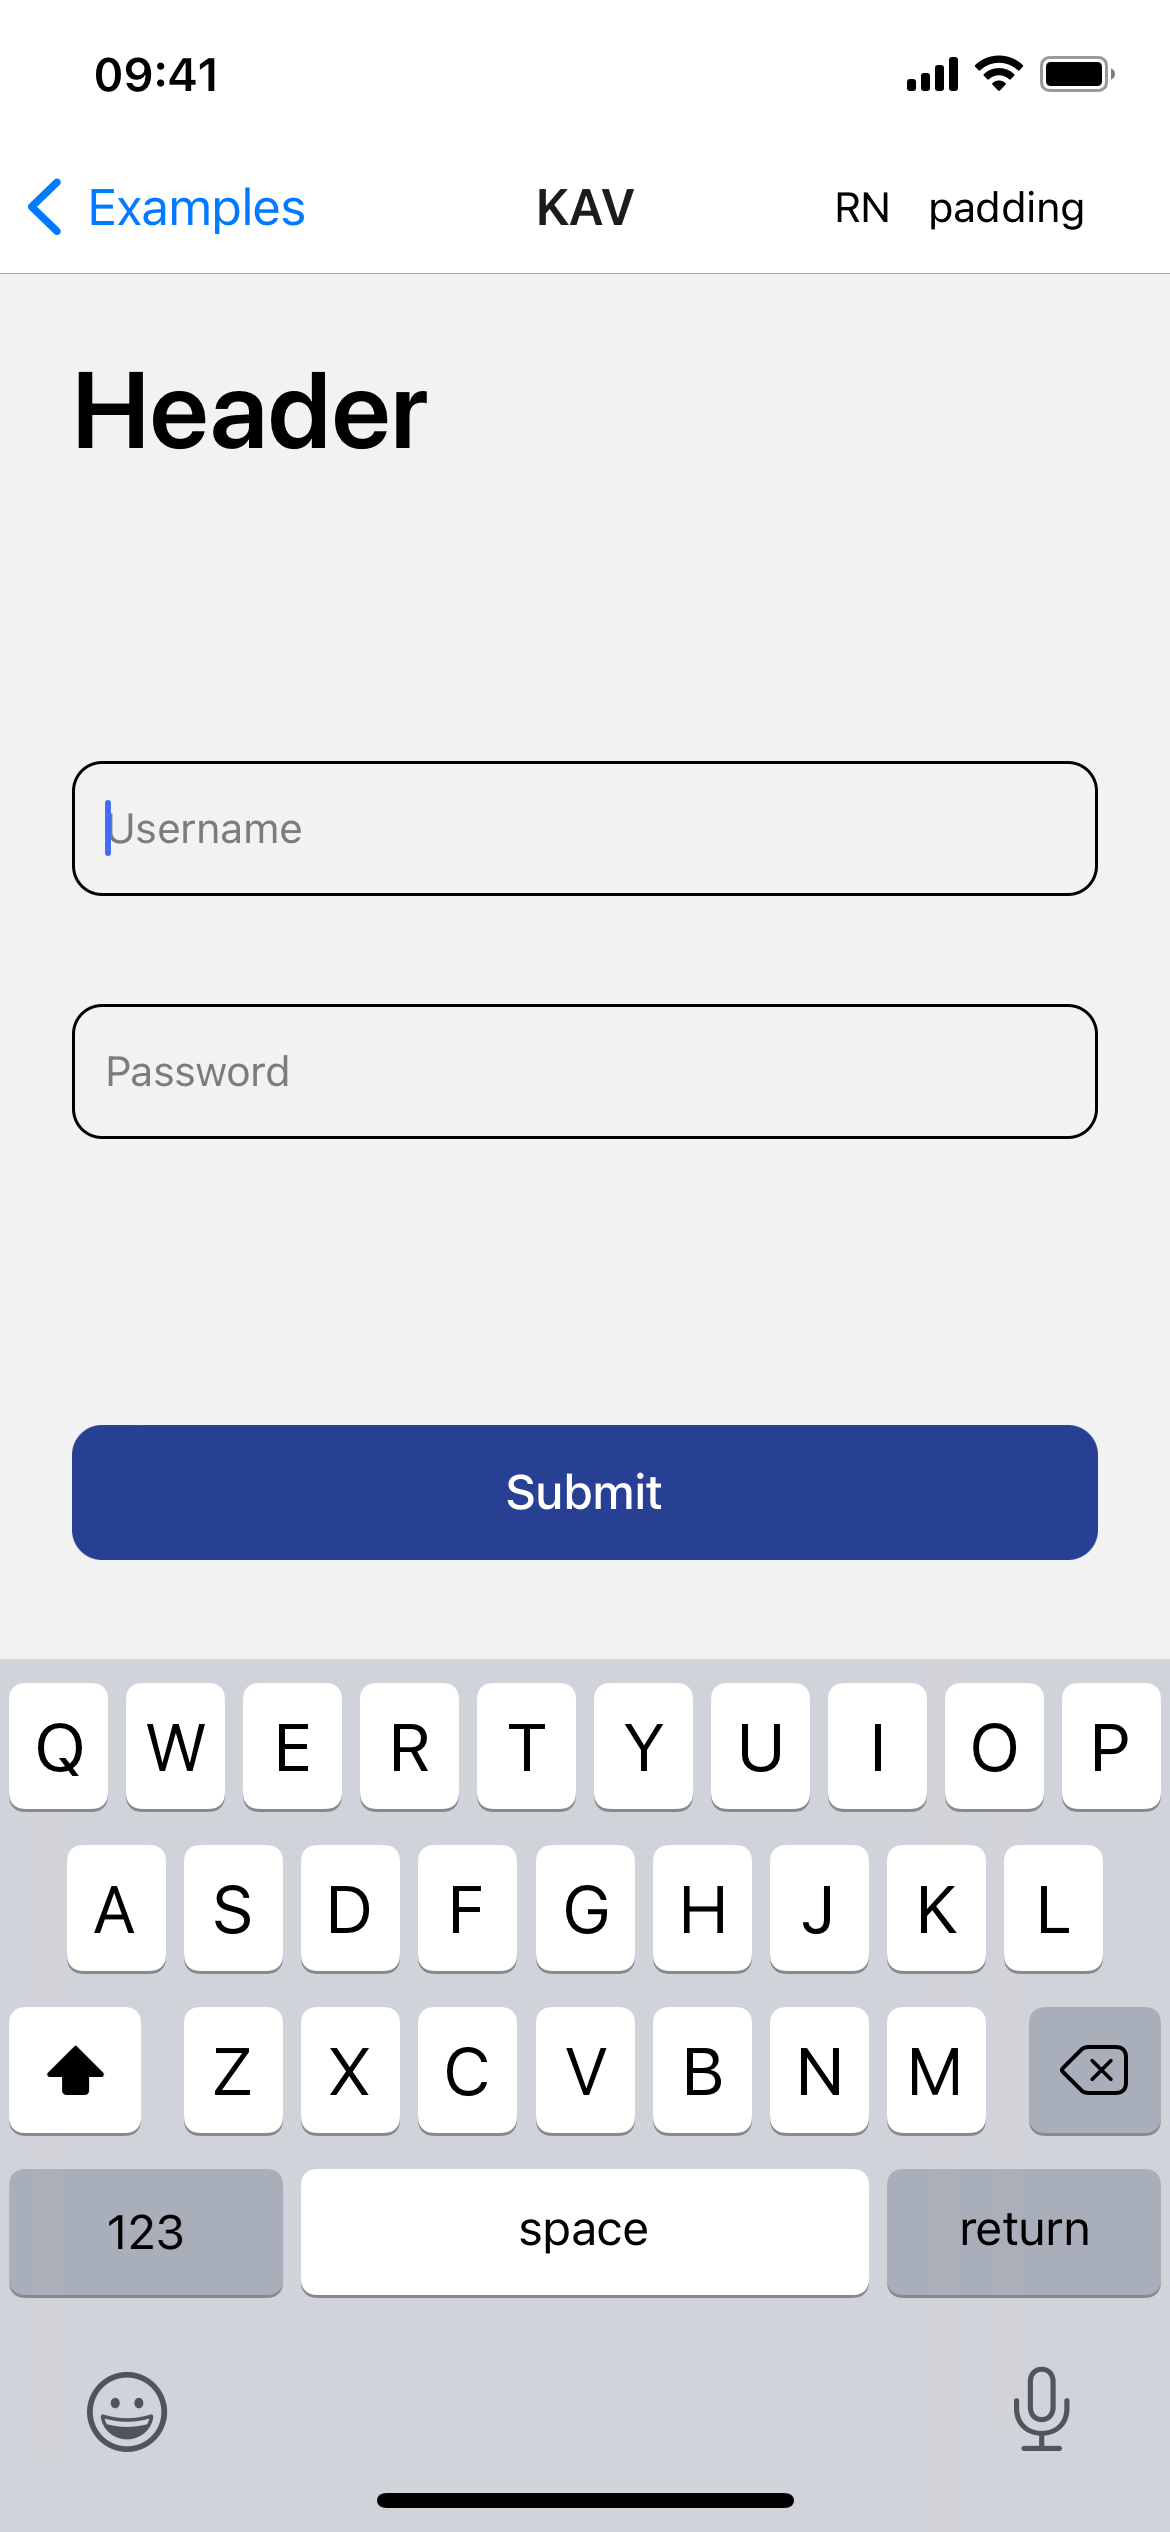 09:41
Examples KAV RN padding
Header
Username
Password
Submit
Q W E R T Y U I O P
A S D F G H J K L
Z X C V B N M
123 space return